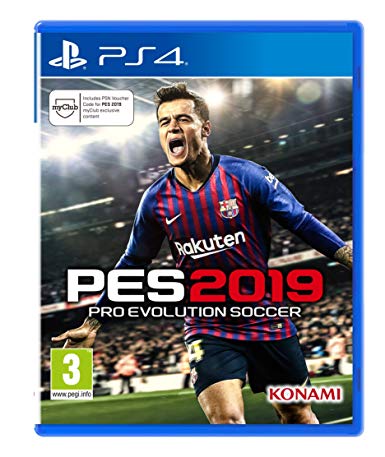 PS4
myClub
Includes PSN Voucher
Code for PES 2019
myClub exclusive
content
Rakuten
PES2019
PRO EVOLUTION SOCCER
4
3
www.pegi.info
KONAMI